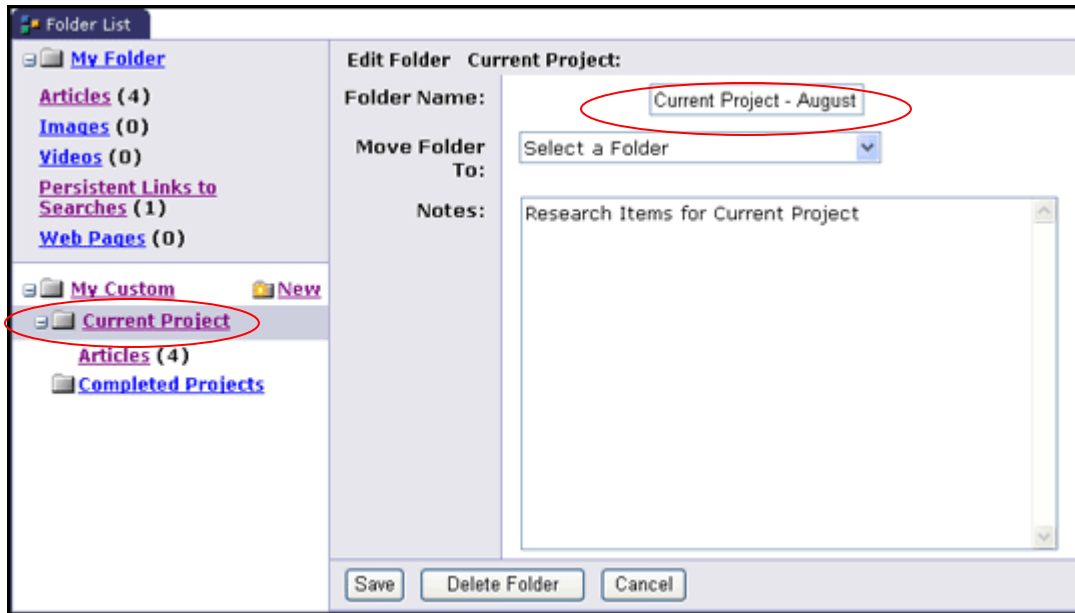 Folder List
My Folder
Articles (4)
Images (0)
Videos (0)
Persistent Links to
Searches (1)
Web Pages (0)
My Custom
New
Current Project
Articles (4)
Completed Projects
Edit Folder Current Project:
Folder Name:
Current Project - August
Move Folder
To:
Select a Folder
Notes:
Research Items for Current Project
Save
Delete Folder
Cancel